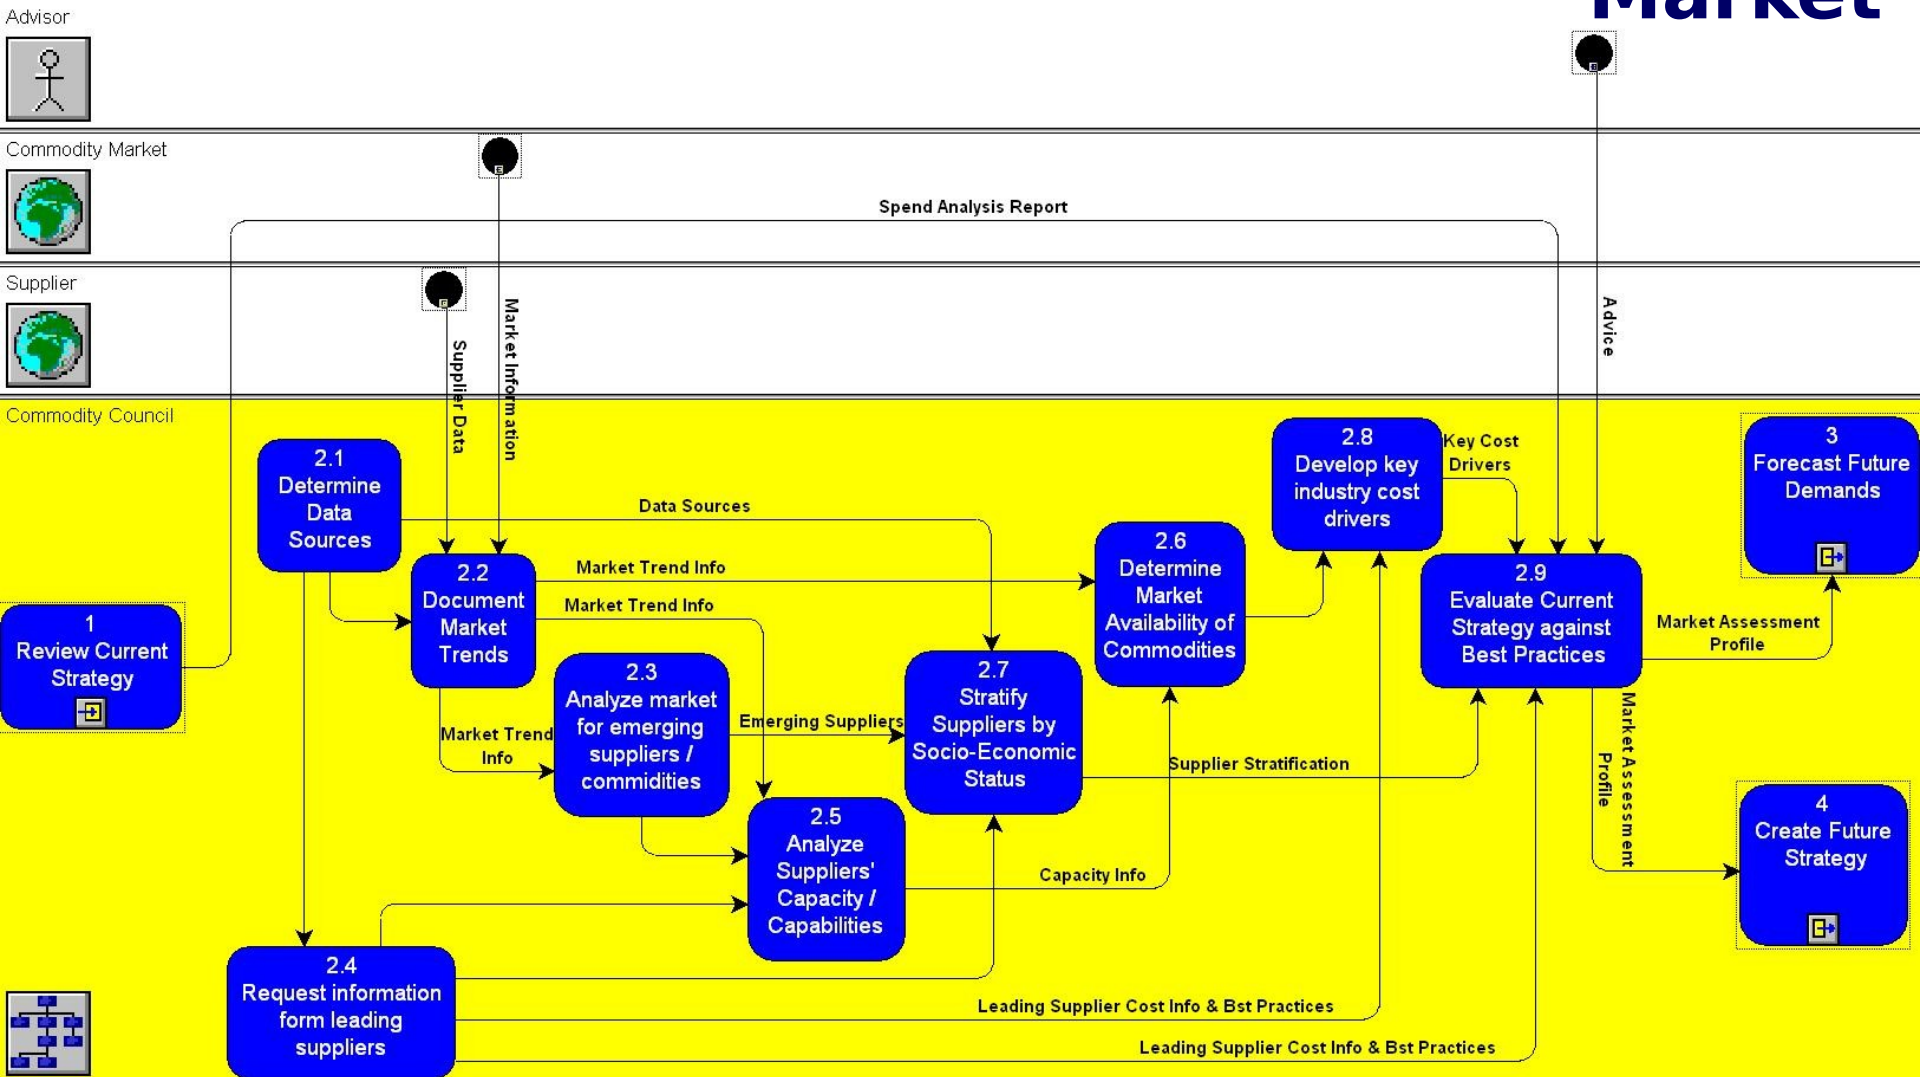 Market
Advisor
Commodity Market
Spend Analysis Report
Supplier
Market Information
Supplier Data
Advice
Commodity Council
2.1
Determine
Data
Sources
2.8
Develop key
industry cost
drivers
Key Cost
Drivers
3
Forecast Future
Demands
Data Sources
2.2
Document
Market
Trends
Market Trend Info
Market Trend Info
2.6
Determine
Market
Availability of
Commodities
2.9
Evaluate Current
Strategy against
Best Practices
Market Assessment
Profile
1
Review Current
Strategy
2.3
Analyze market
for emerging
suppliers /
commidities
Market Trend
Info
Emerging Suppliers
2.7
Stratify
Suppliers by
Socio-Economic
Status
Supplier Stratification
Market Assessment
Profile
2.5
Analyze
Suppliers'
Capacity /
Capabilities
Capacity Info
4
Create Future
Strategy
2.4
Request information
form leading
suppliers
Leading Supplier Cost Info & Bst Practices
Leading Supplier Cost Info & Bst Practices